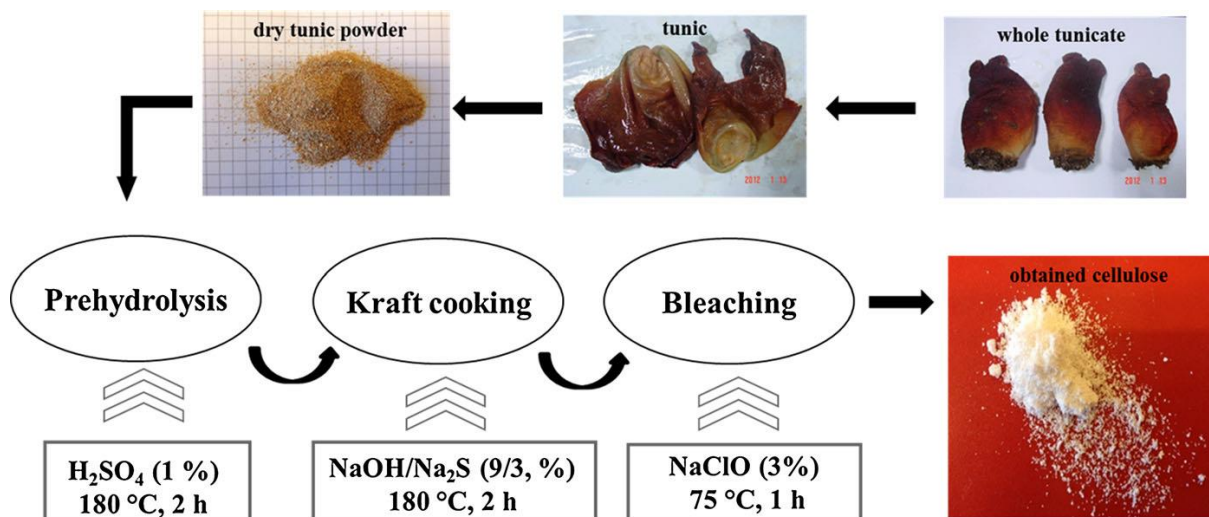 dry tunic powder
tunic
whole tunicate
2012 1.13
2012 1.23
Prehydrolysis
Kraft cooking
Bleaching
obtained cellulose
H₂SO₄ (1 %)
180 °C, 2 h
NaOH/Na₂S (9/3, %)
180 °C, 2 h
NaClO (3%)
75 °C, 1 h